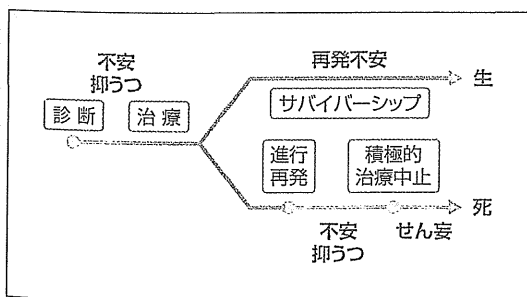 不安
抑うつ
診断
治療
再発不安
生
サバイバーシップ
進行
再発
積極的
治療中止
死
不安
抑うつ
せん妄